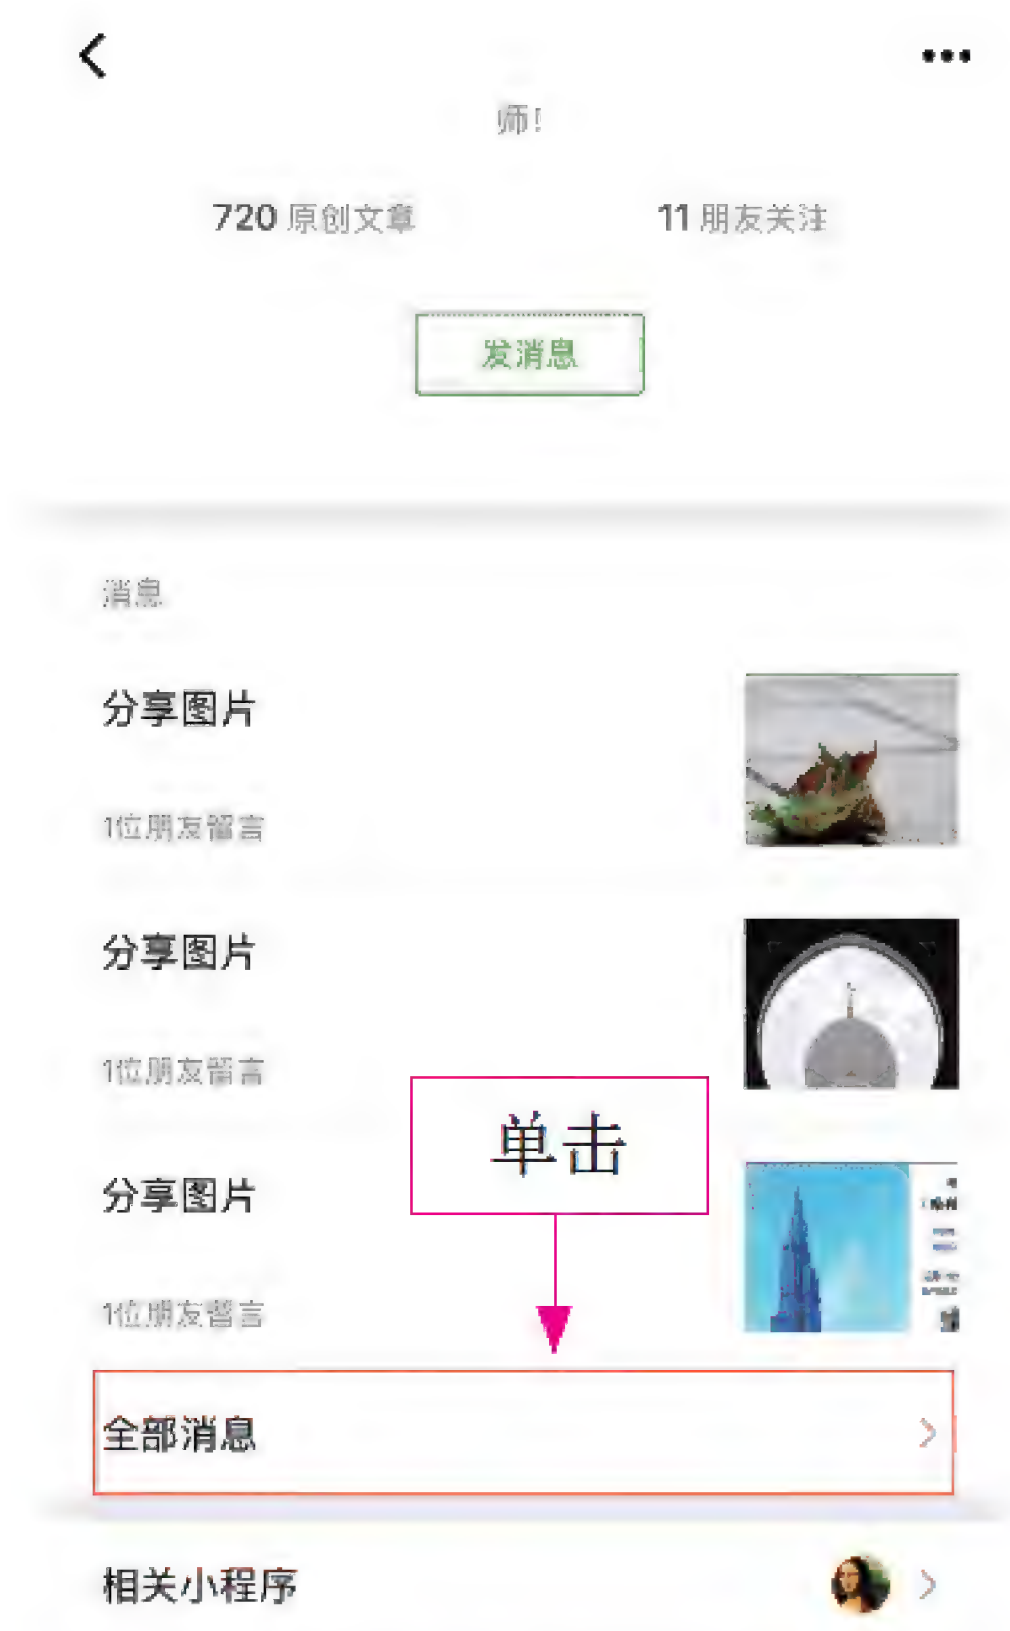 师!
720 原创文章
11 朋友关注
发消息
消息
分享图片
1位朋友留言
分享图片
1位朋友留言
单击
分享图片
1位朋友留言
全部消息
相关小程序